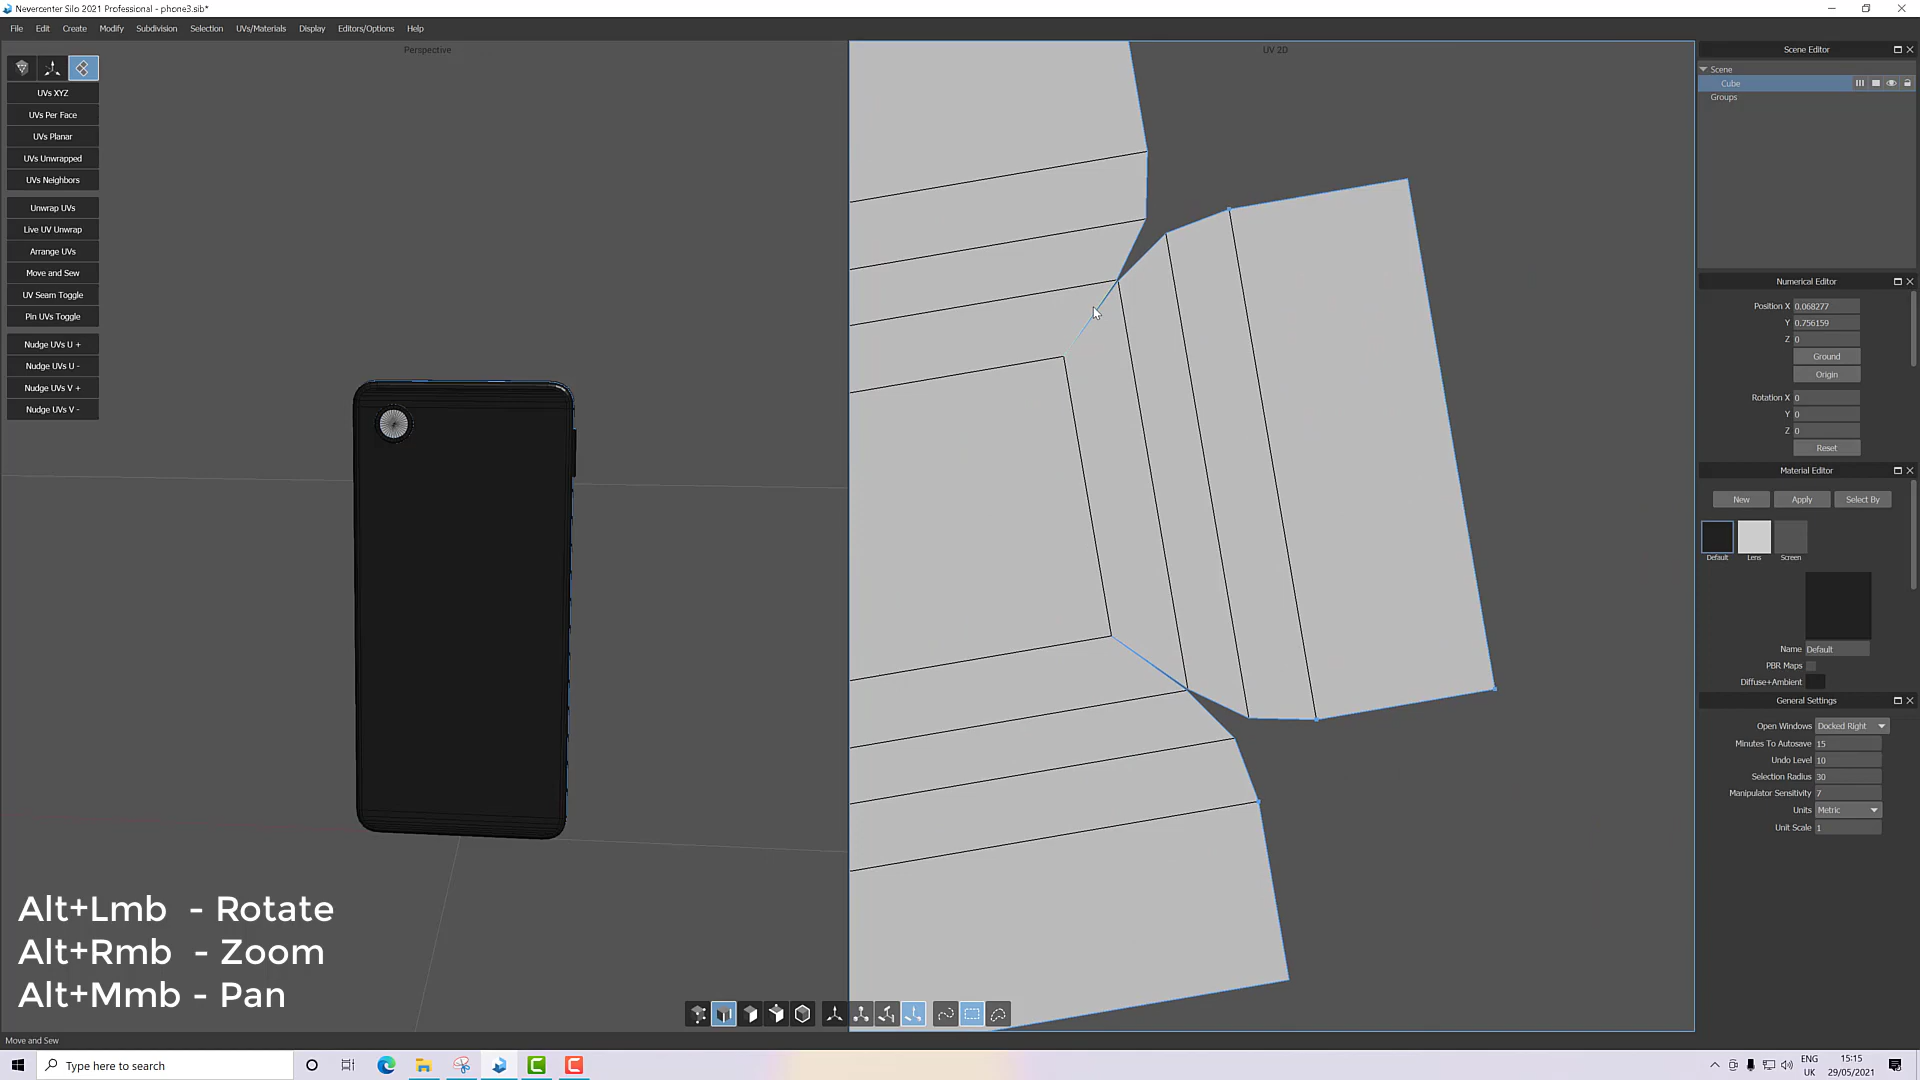 Nevercenter Silo 2021 Professional - phone3.sib*
File Edit Create Modify Subdivision Selection UVs/Materials Display Editors/Options Help
Perspective
UV 2D
UVs XYZ
UVs Per Face
UVs Planar
UVs Unwrapped
UVs Neighbors
Unwrap UVs
Live UV Unwrap
Arrange UVs
Move and Sew
UV Seam Toggle
Pin UVs Toggle
Nudge UVs U +
Nudge UVs U -
Nudge UVs V +
Nudge UVs V -
Alt+Lmb - Rotate
Alt+Rmb - Zoom
Alt+Mmb - Pan
Scene Editor
Scene
Cube
Groups
Numerical Editor
Position X 0.068277
Y 0.756159
Z 0
Ground
Origin
Rotation X 0
Y 0
Z 0
Reset
Material Editor
New Apply Select By
Default Lens Screen
Name Default
PBR Maps
Diffuse+Ambient
General Settings
Open Windows Docked Right
Minutes To Autosave 15
Undo Level 10
Selection Radius 30
Manipulator Sensitivity 7
Units Metric
Unit Scale 1
Move and Sew
Type here to search
ENG
UK
15:15
29/05/2021